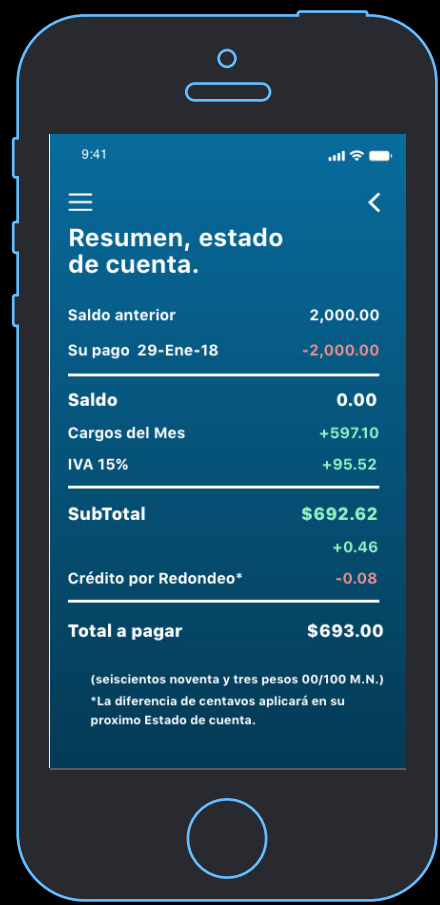 9:41
Resumen, estado
de cuenta.
Saldo anterior 2,000.00
Su pago 29-Ene-18 -2,000.00
Saldo 0.00
Cargos del Mes +597.10
IVA 15% +95.52
SubTotal $692.62
+0.46
Crédito por Redondeo* -0.08
Total a pagar $693.00
(seiscientos noventa y tres pesos 00/100 M.N.)
*La diferencia de centavos aplicará en su
proximo Estado de cuenta.